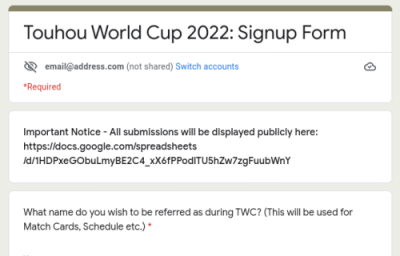 Touhou World Cup 2022: Signup Form
email@address.com (not shared) Switch accounts
*Required
Important Notice - All submissions will be displayed publicly here:
https://docs.google.com/spreadsheets
/d/1HDPxeGObuLmyBE2C4_xX6fPPodITU5hZw7zgFuubWnY
What name do you wish to be referred as during TWC? (This will be used for
Match Cards, Schedule etc.) *